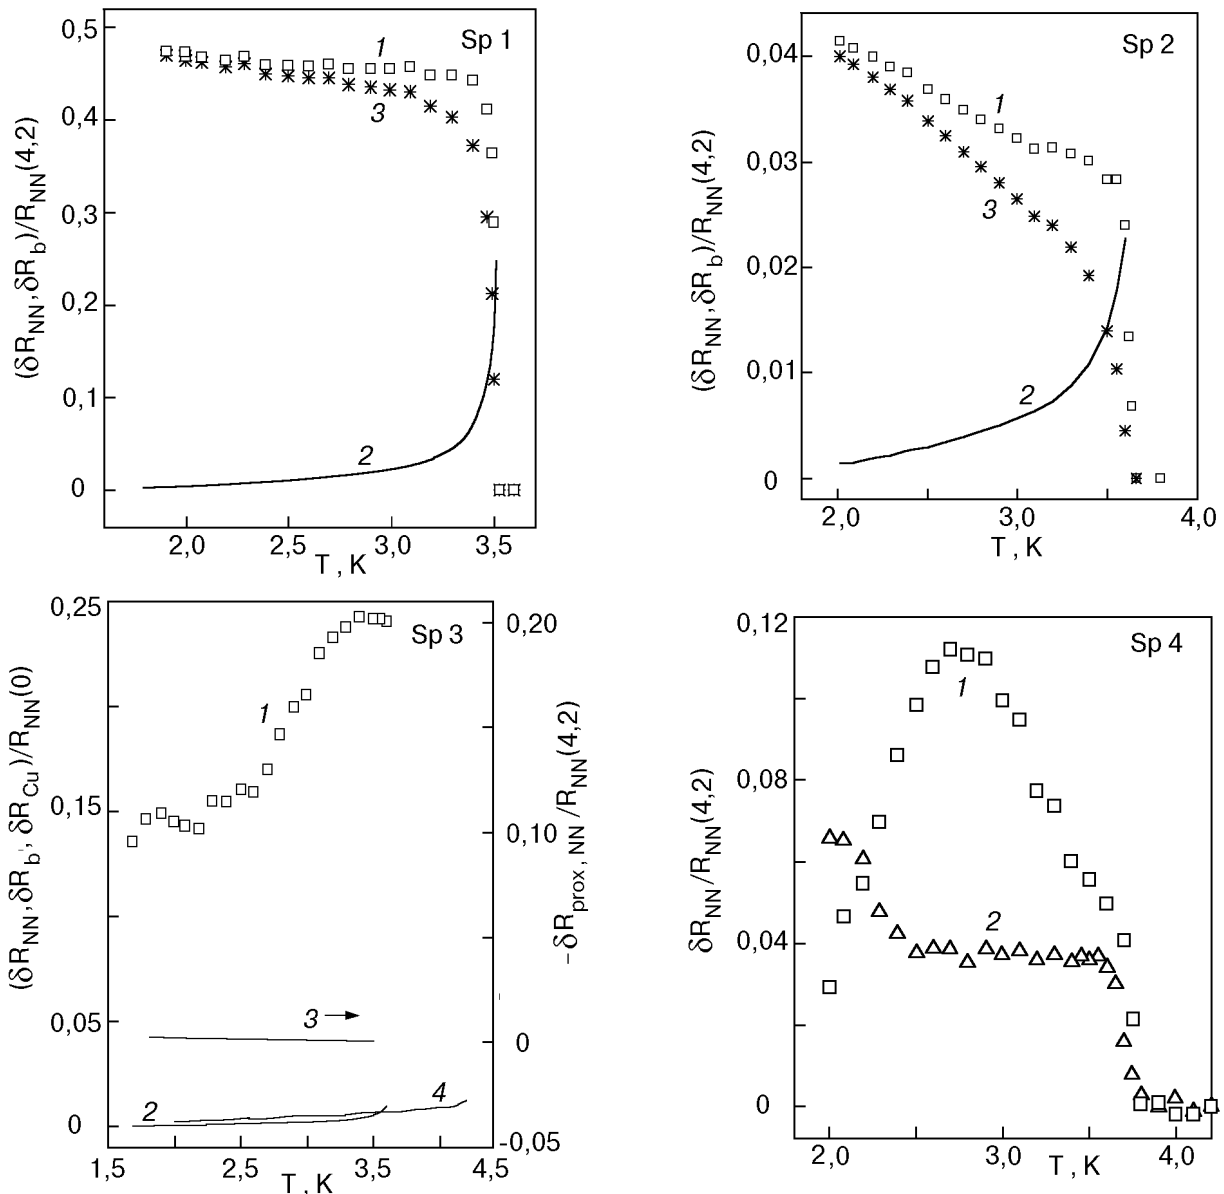 Sp 1
0,5
0,4
0,3
0,2
0,1
0
1
3
2
2,0 2,5 3,0 3,5
T , K
(δR_NN, δR_b)/R_NN(4,2)
Sp 2
0,04
0,03
0,02
0,01
0
1
3
2
2,0 3,0 4,0
T , K
(δR_NN, δR_b)/R_NN(4,2)
Sp 3
0,25
0,15
0,05
0
0,20
0,10
0
-0,05
1
3
2
4
1,5 2,5 3,5 4,5
T , K
(δR_NN, δR_b, δR_Cu)/R_NN(0)
-δR_prox, NN /R_NN(4,2)
Sp 4
0,12
0,08
0,04
0
1
2
2,0 3,0 4,0
T , K
δR_NN/R_NN(4,2)